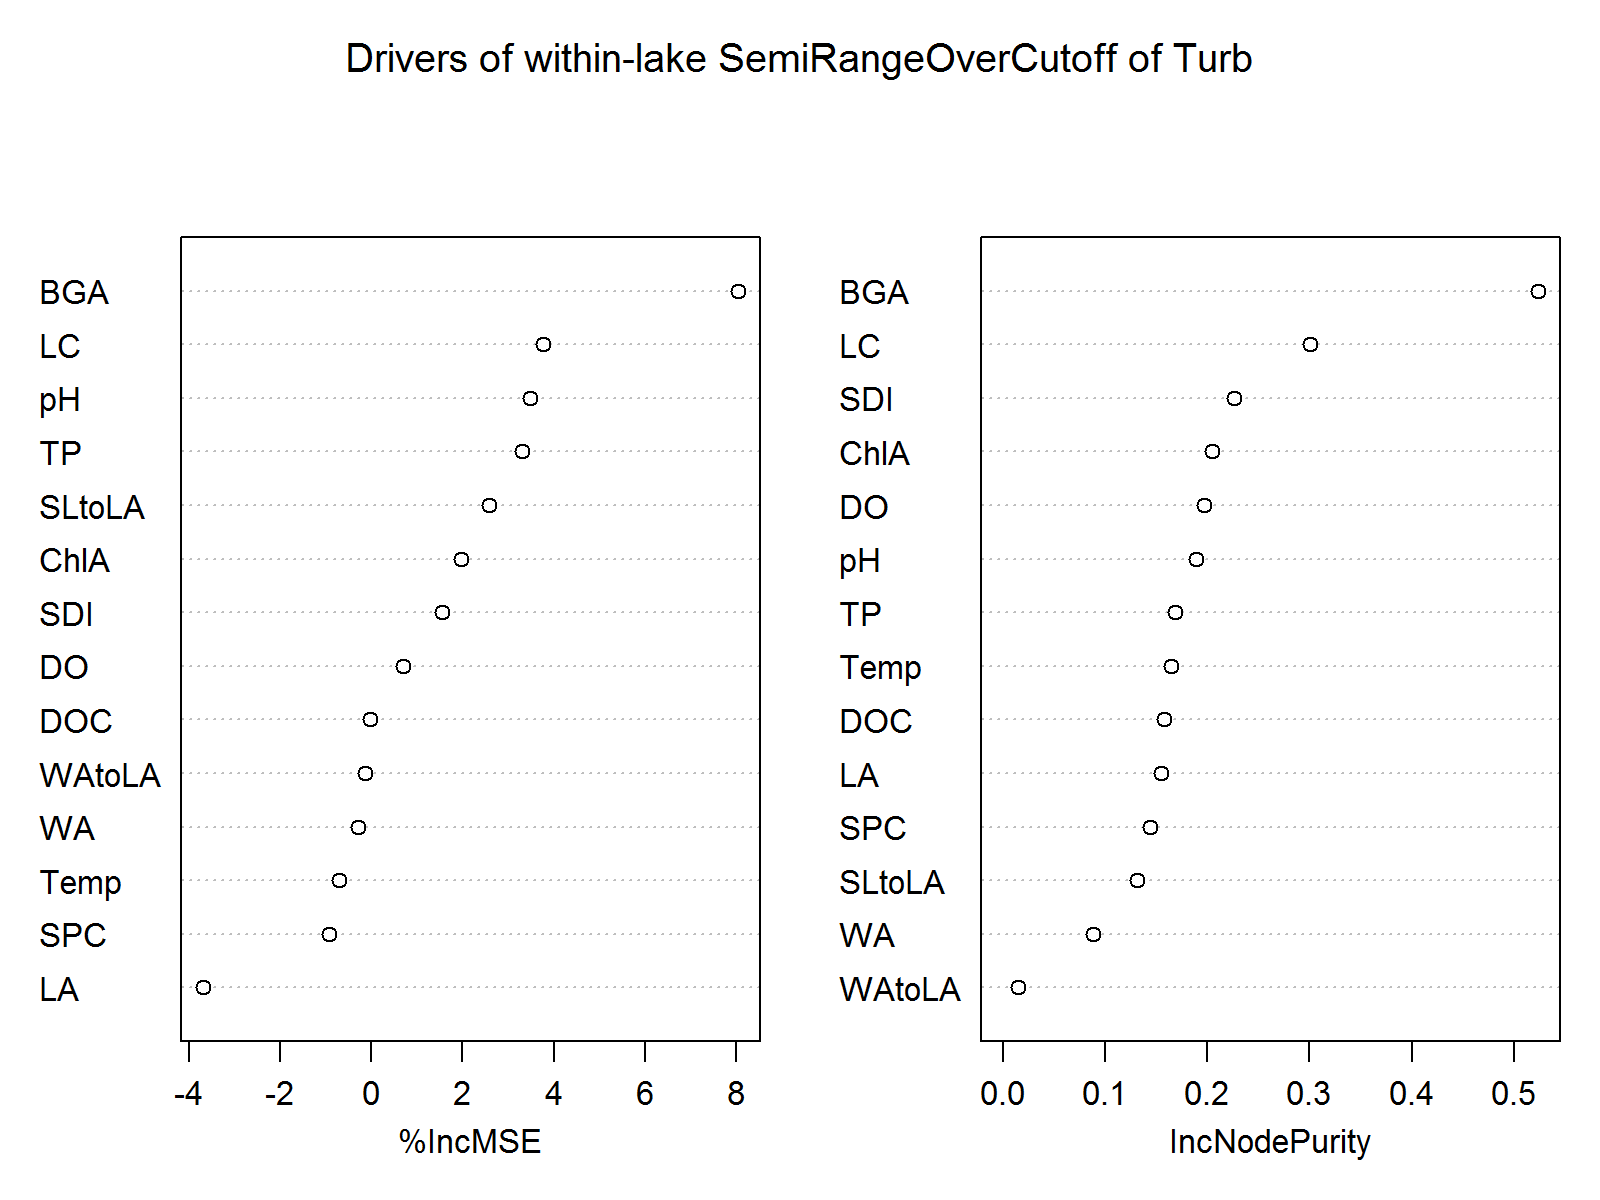 Drivers of within-lake SemiRangeOverCutoff of Turb
BGA
LC
pH
TP
SLtoLA
ChlA
SDI
DO
DOC
WAtoLA
WA
Temp
SPC
LA
-4 -2 0 2 4 6 8
%IncMSE
BGA
LC
SDI
ChlA
DO
pH
TP
Temp
DOC
LA
SPC
SLtoLA
WA
WAtoLA
0.0 0.1 0.2 0.3 0.4 0.5
IncNodePurity